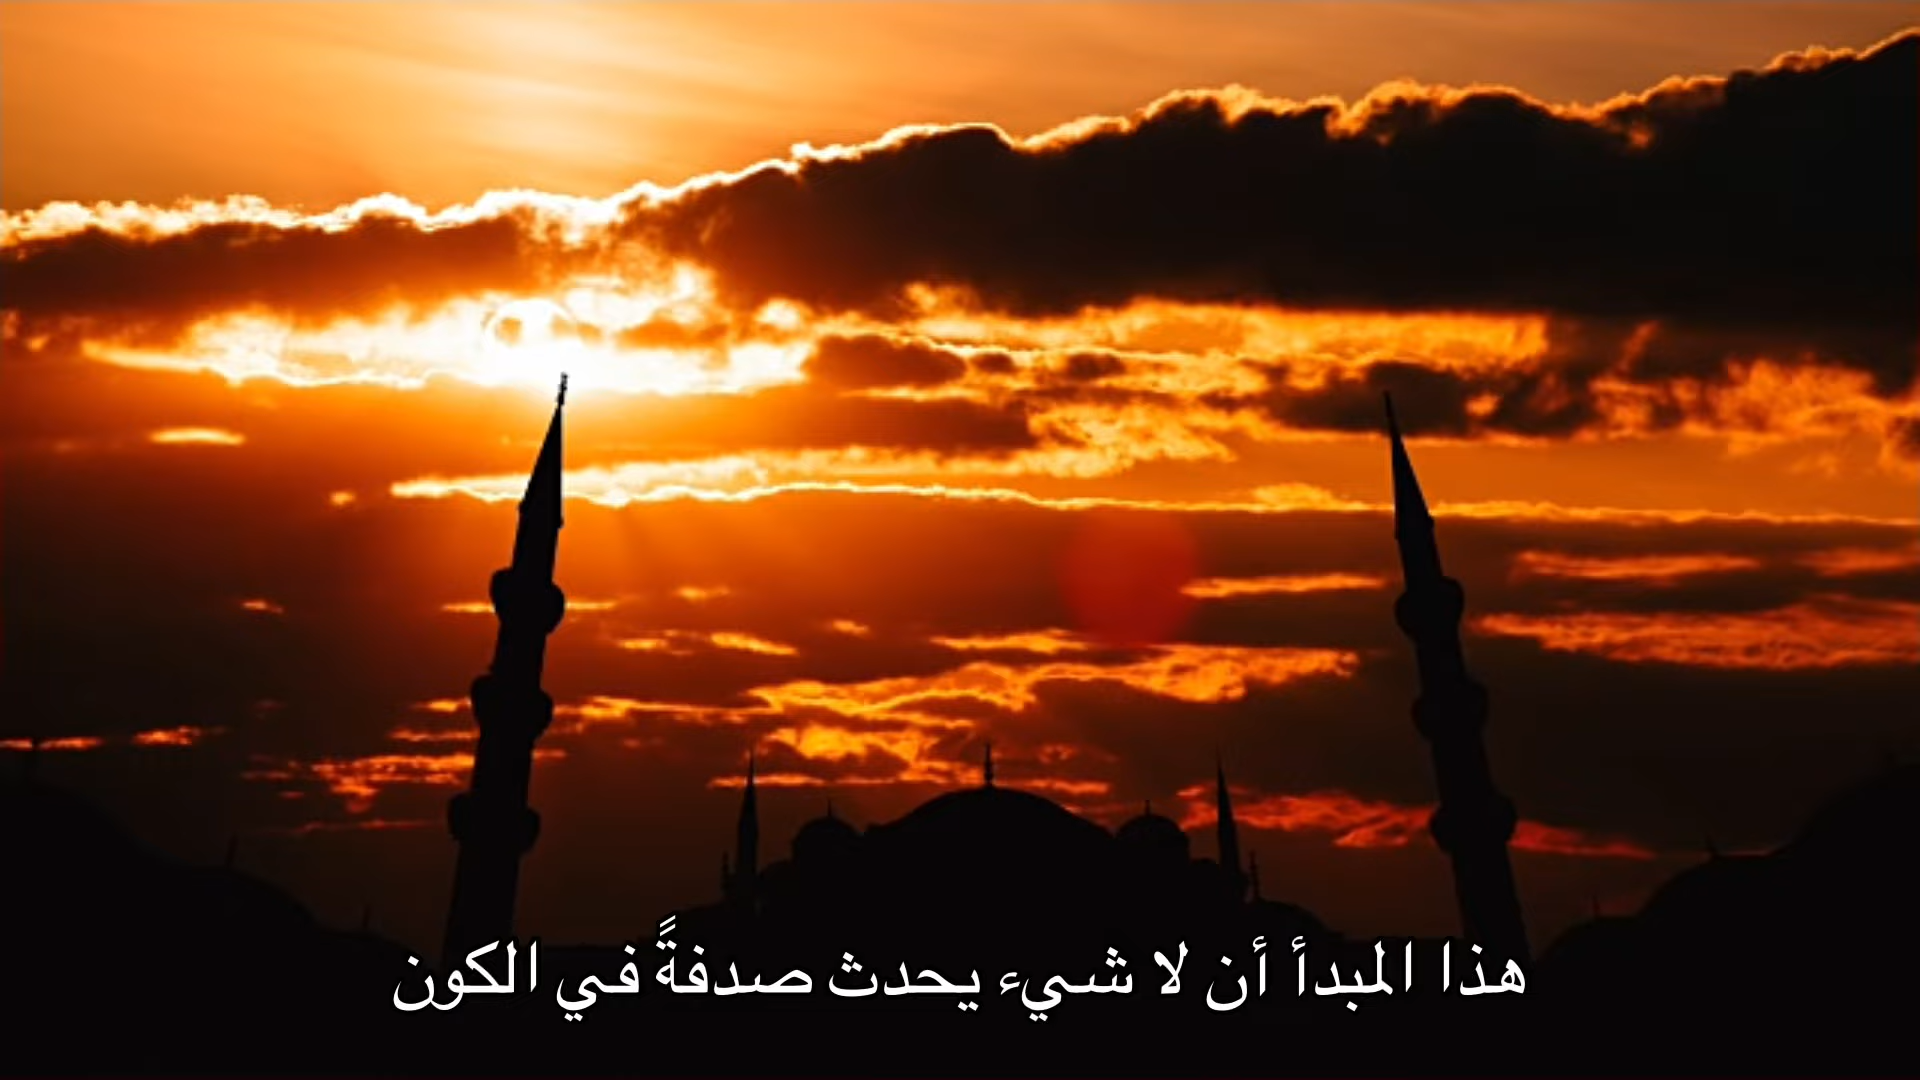 هذا المبدأ أن لا شيء يحدث صدفةً في الكون